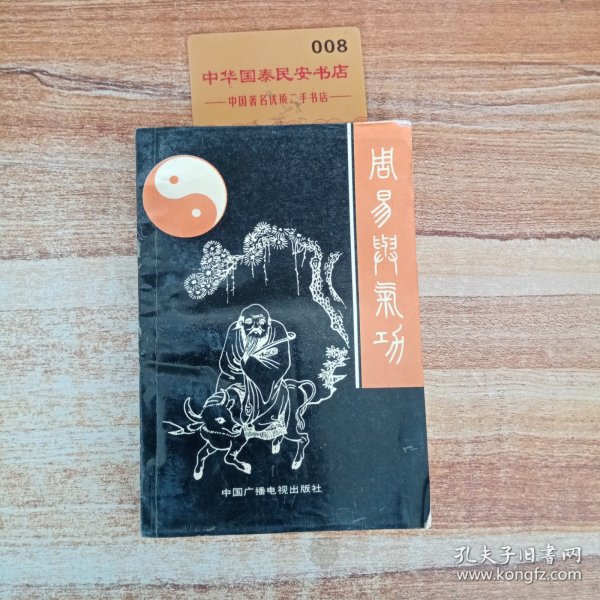 008
中华国泰民安书店
——中国著名优质二手书店——
周易與氣功
中国广播电视出版社
孔夫子旧书网
www.kongfz.com